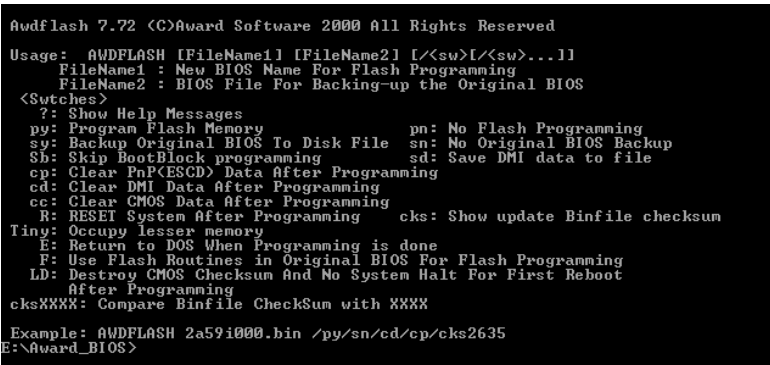 Awdflash 7.72 (C)Award Software 2000 All Rights Reserved
Usage:  AWDFLASH [FileName1] [FileName2] [/<sw>[/<sw>...]]
FileName1 : New BIOS Name For Flash Programming
FileName2 : BIOS File For Backing-up the Original BIOS
<Swtches>
?: Show Help Messages
py: Program Flash Memory                pn: No Flash Programming
sy: Backup Original BIOS To Disk File  sn: No Original BIOS Backup
Sb: Skip BootBlock programming          sd: Save DMI data to file
cp: Clear PnP(ESCD) Data After Programming
cd: Clear DMI Data After Programming
cc: Clear CMOS Data After Programming
R: RESET System After Programming    cks: Show update Binfile checksum
Tiny: Occupy lesser memory
E: Return to DOS When Programming is done
F: Use Flash Routines in Original BIOS For Flash Programming
LD: Destroy CMOS Checksum And No System Halt For First Reboot
After Programming
cksXXXX: Compare Binfile CheckSum with XXXX
Example: AWDFLASH 2a59i000.bin /py/sn/cd/cp/cks2635
E:\Award_BIOS>